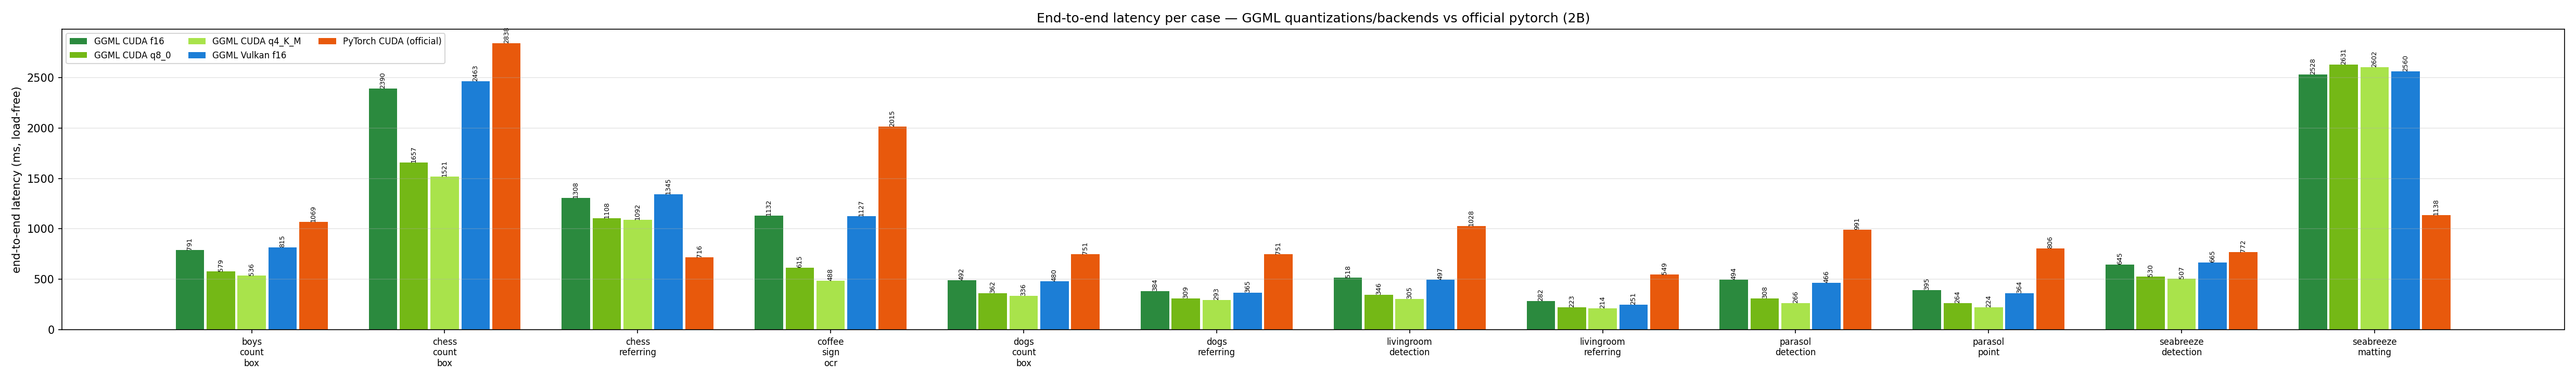 End-to-end latency per case — GGML quantizations/backends vs official pytorch (2B)
GGML CUDA f16
GGML CUDA q8_0
GGML CUDA q4_K_M
GGML Vulkan f16
PyTorch CUDA (official)
end-to-end latency (ms, load-free)
2500
2000
1500
1000
500
0
791
579
536
815
1069
2390
1657
1521
2463
2838
1308
1108
1092
1345
716
1132
615
488
1127
2015
492
362
336
480
751
384
309
293
365
751
518
346
305
497
1028
282
223
214
251
549
494
308
266
466
991
395
264
224
364
806
645
530
507
665
772
2528
2631
2602
2560
1138
boys
count
box
chess
count
box
chess
referring
coffee
sign
ocr
dogs
count
box
dogs
referring
livingroom
detection
livingroom
referring
parasol
detection
parasol
point
seabreeze
detection
seabreeze
matting